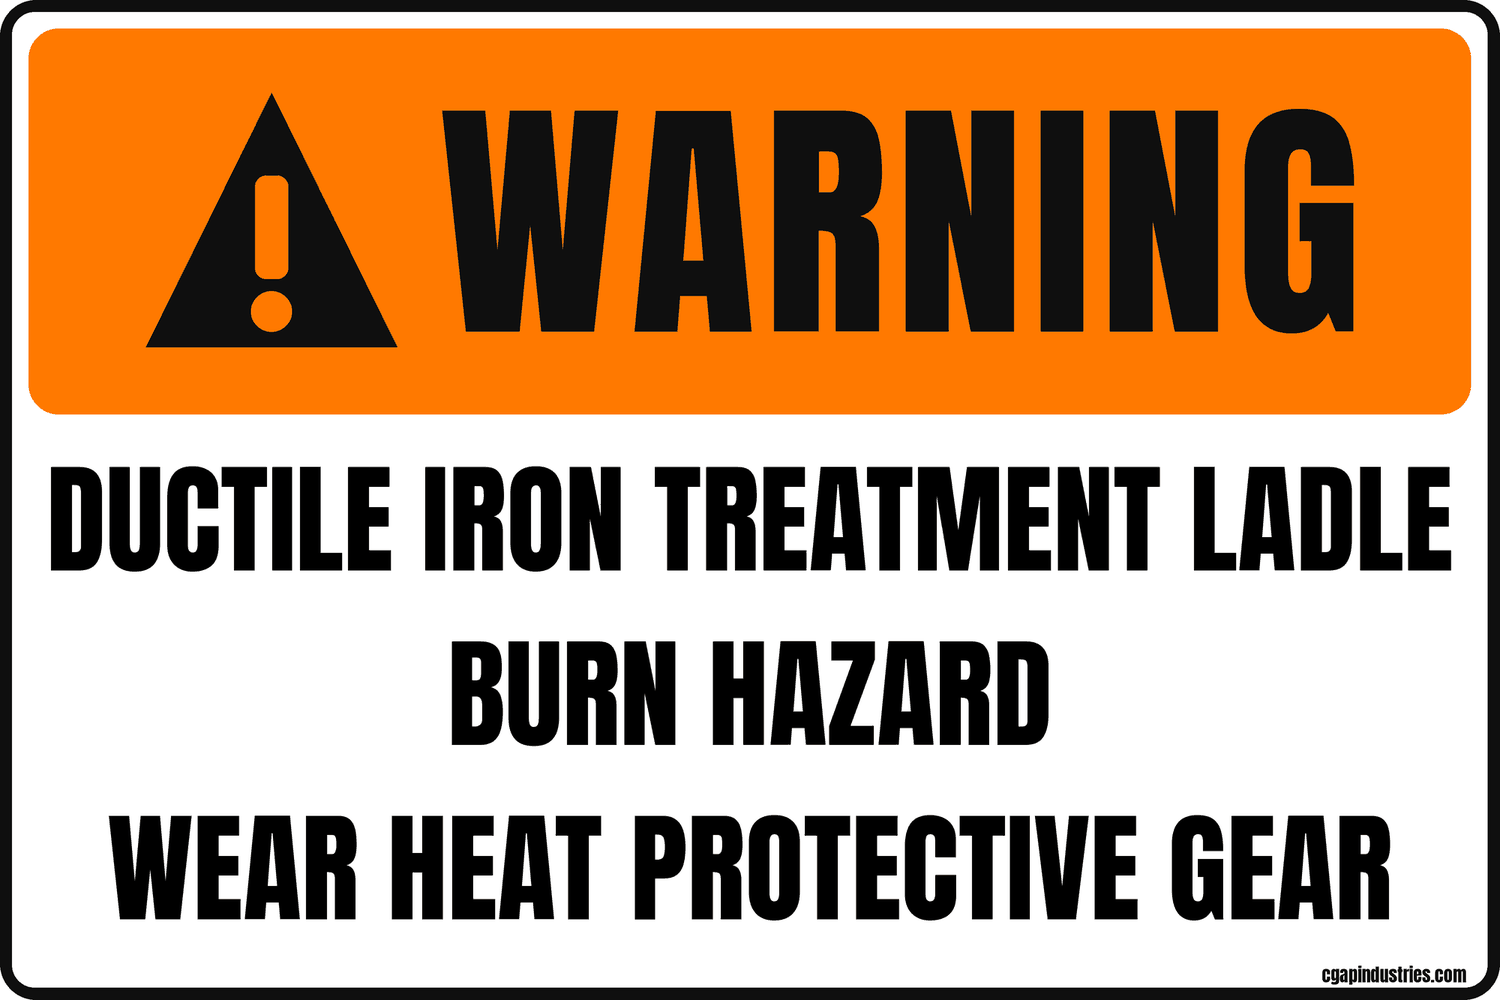 WARNING
DUCTILE IRON TREATMENT LADLE
BURN HAZARD
WEAR HEAT PROTECTIVE GEAR
cgapindustries.com